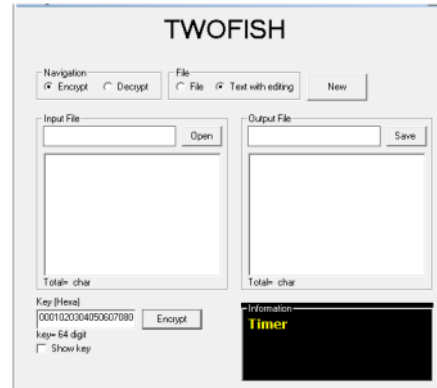 TWOFISH
Navigation
Encrypt
Decrypt
File
File
Text with editing
New
Input File
Open
Total= char
Output File
Save
Total= char
Key (Hexa)
0001020304050607080
Encrypt
key= 64 digit
Show key
Information
Timer